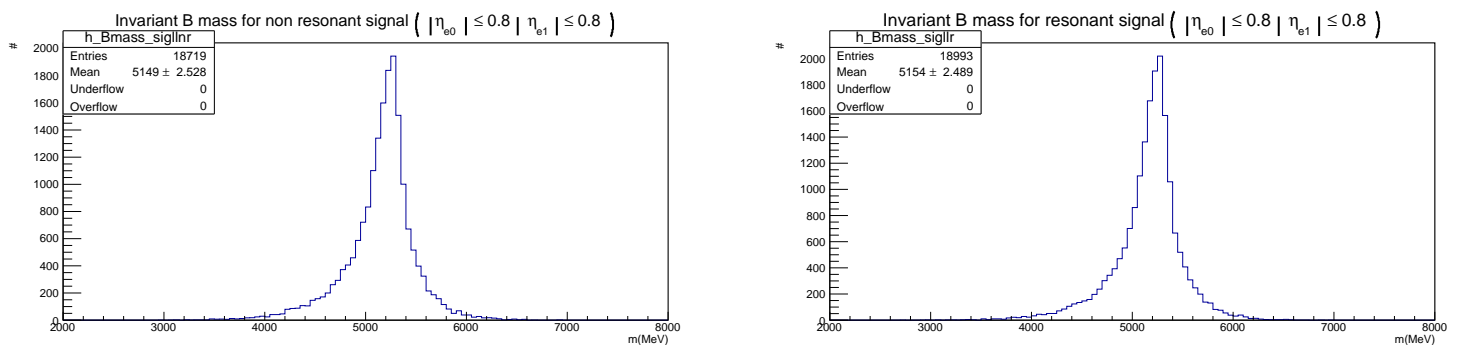 Invariant B mass for non resonant signal ( | η_e0 | ≤ 0.8 | η_e1 | ≤ 0.8 )
h_Bmass_sigllnr
Entries 18719
Mean 5149 ± 2.528
Underflow 0
Overflow 0
#
2000
1800
1600
1400
1200
1000
800
600
400
200
0
2000 3000 4000 5000 6000 7000 8000
m(MeV)
Invariant B mass for resonant signal ( | η_e0 | ≤ 0.8 | η_e1 | ≤ 0.8 )
h_Bmass_sigllr
Entries 18993
Mean 5154 ± 2.489
Underflow 0
Overflow 0
#
2000
1800
1600
1400
1200
1000
800
600
400
200
0
2000 3000 4000 5000 6000 7000 8000
m(MeV)